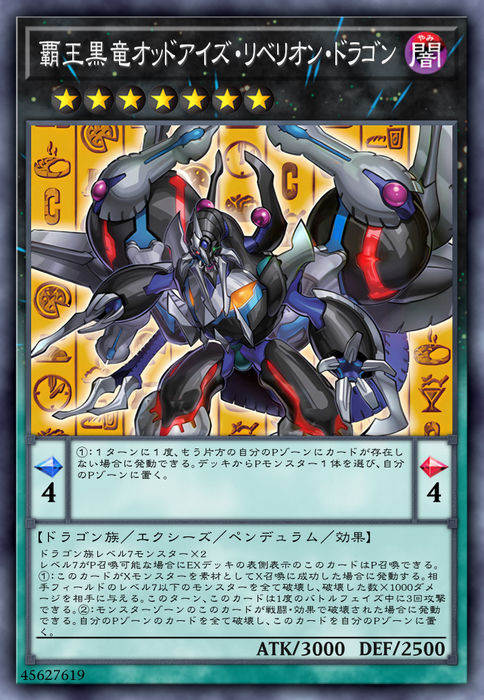 覇王黒竜オッドアイズ・リベリオン・ドラゴン
やみ
闇
①:1ターンに1度、もう片方の自分のPゾーンにカードが存在し
ない場合に発動できる。デッキからPモンスター1体を選び、自分
のPゾーンに置く。
4
4
【ドラゴン族/エクシーズ/ペンデュラム/効果】
ドラゴン族レベル7モンスター×2
レベル7がP召喚可能な場合にEXデッキの表側表示のこのカードはP召喚できる。
①:このカードがXモンスターを素材としてX召喚に成功した場合に発動する。相
手フィールドのレベル7以下のモンスターを全て破壊し、破壊した数×1000ダメ
ージを相手に与える。このターン、このカードは1度のバトルフェイズ中に3回攻撃
できる。②:モンスターゾーンのこのカードが戦闘・効果で破壊された場合に発動
できる。自分のPゾーンのカードを全て破壊し、このカードを自分のPゾーンに置
く。
ATK/3000 DEF/2500
45627619